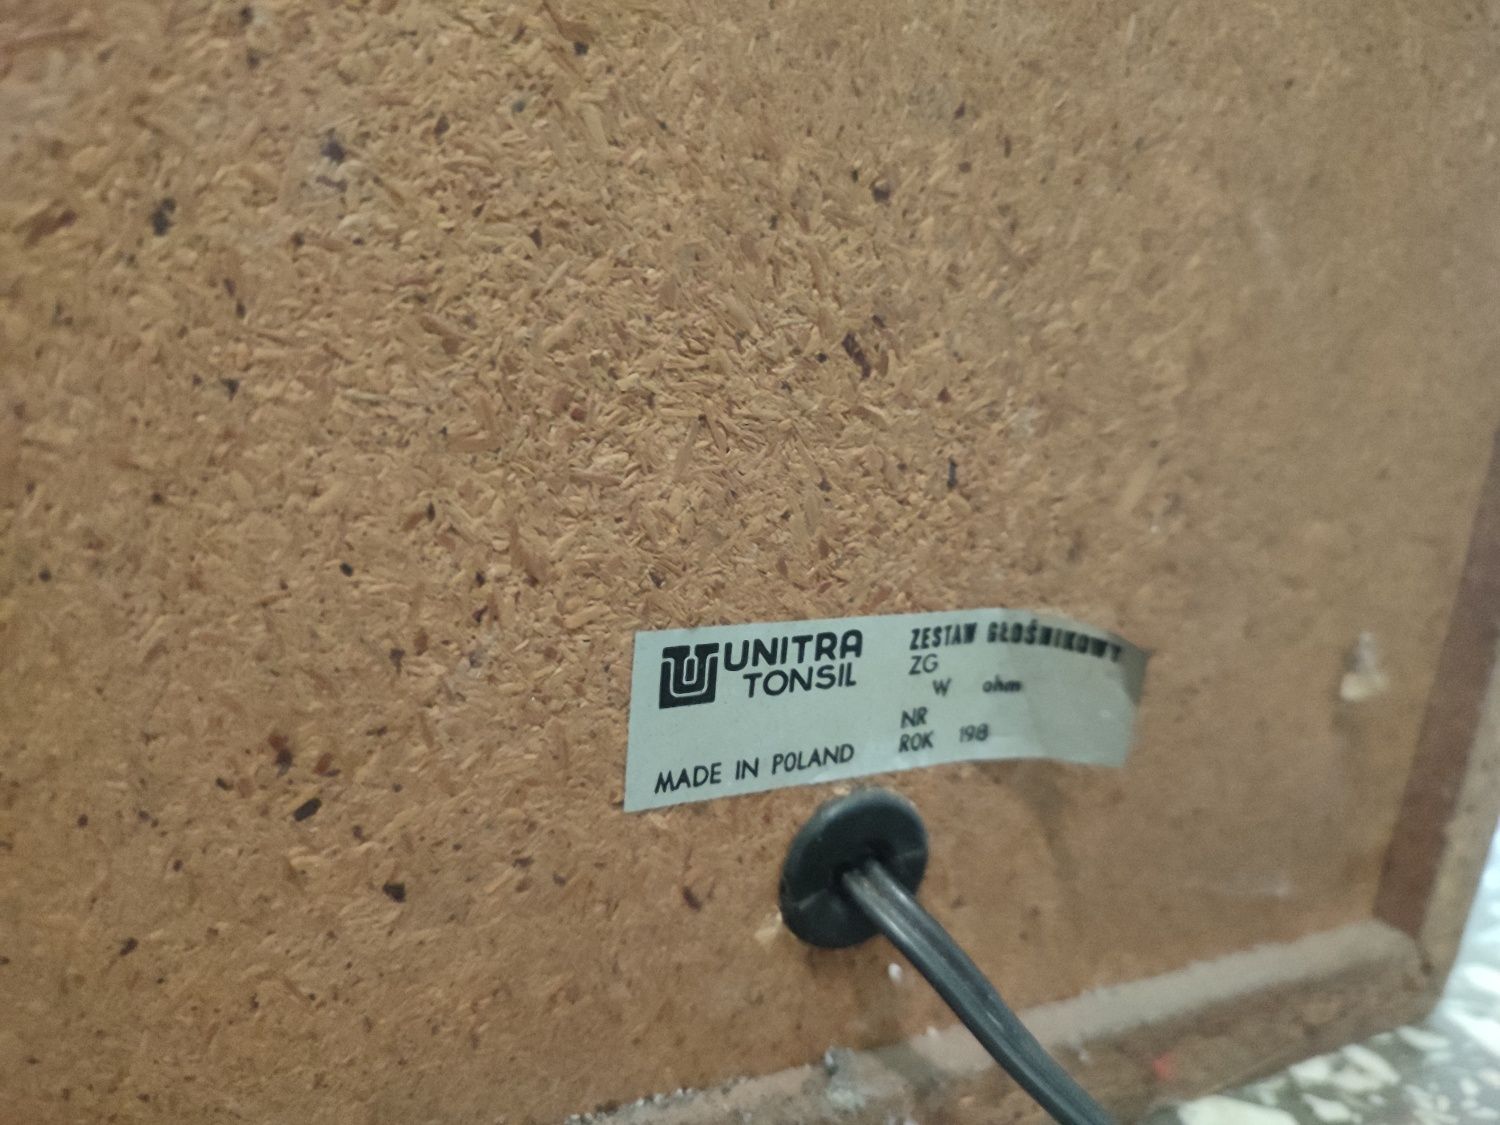 UNITRA
TONSIL
MADE IN POLAND
ZESTAW GŁOŚNIKOWY
ZG
W ohm
NR
ROK 198